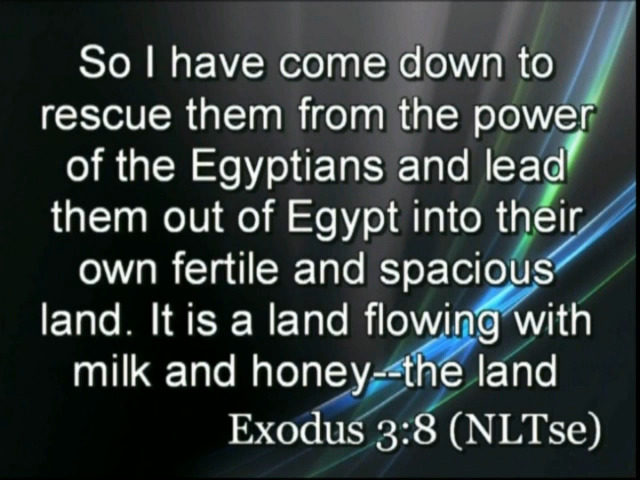 So I have come down to
rescue them from the power
of the Egyptians and lead
them out of Egypt into their
own fertile and spacious
land. It is a land flowing with
milk and honey--the land
Exodus 3:8 (NLTse)